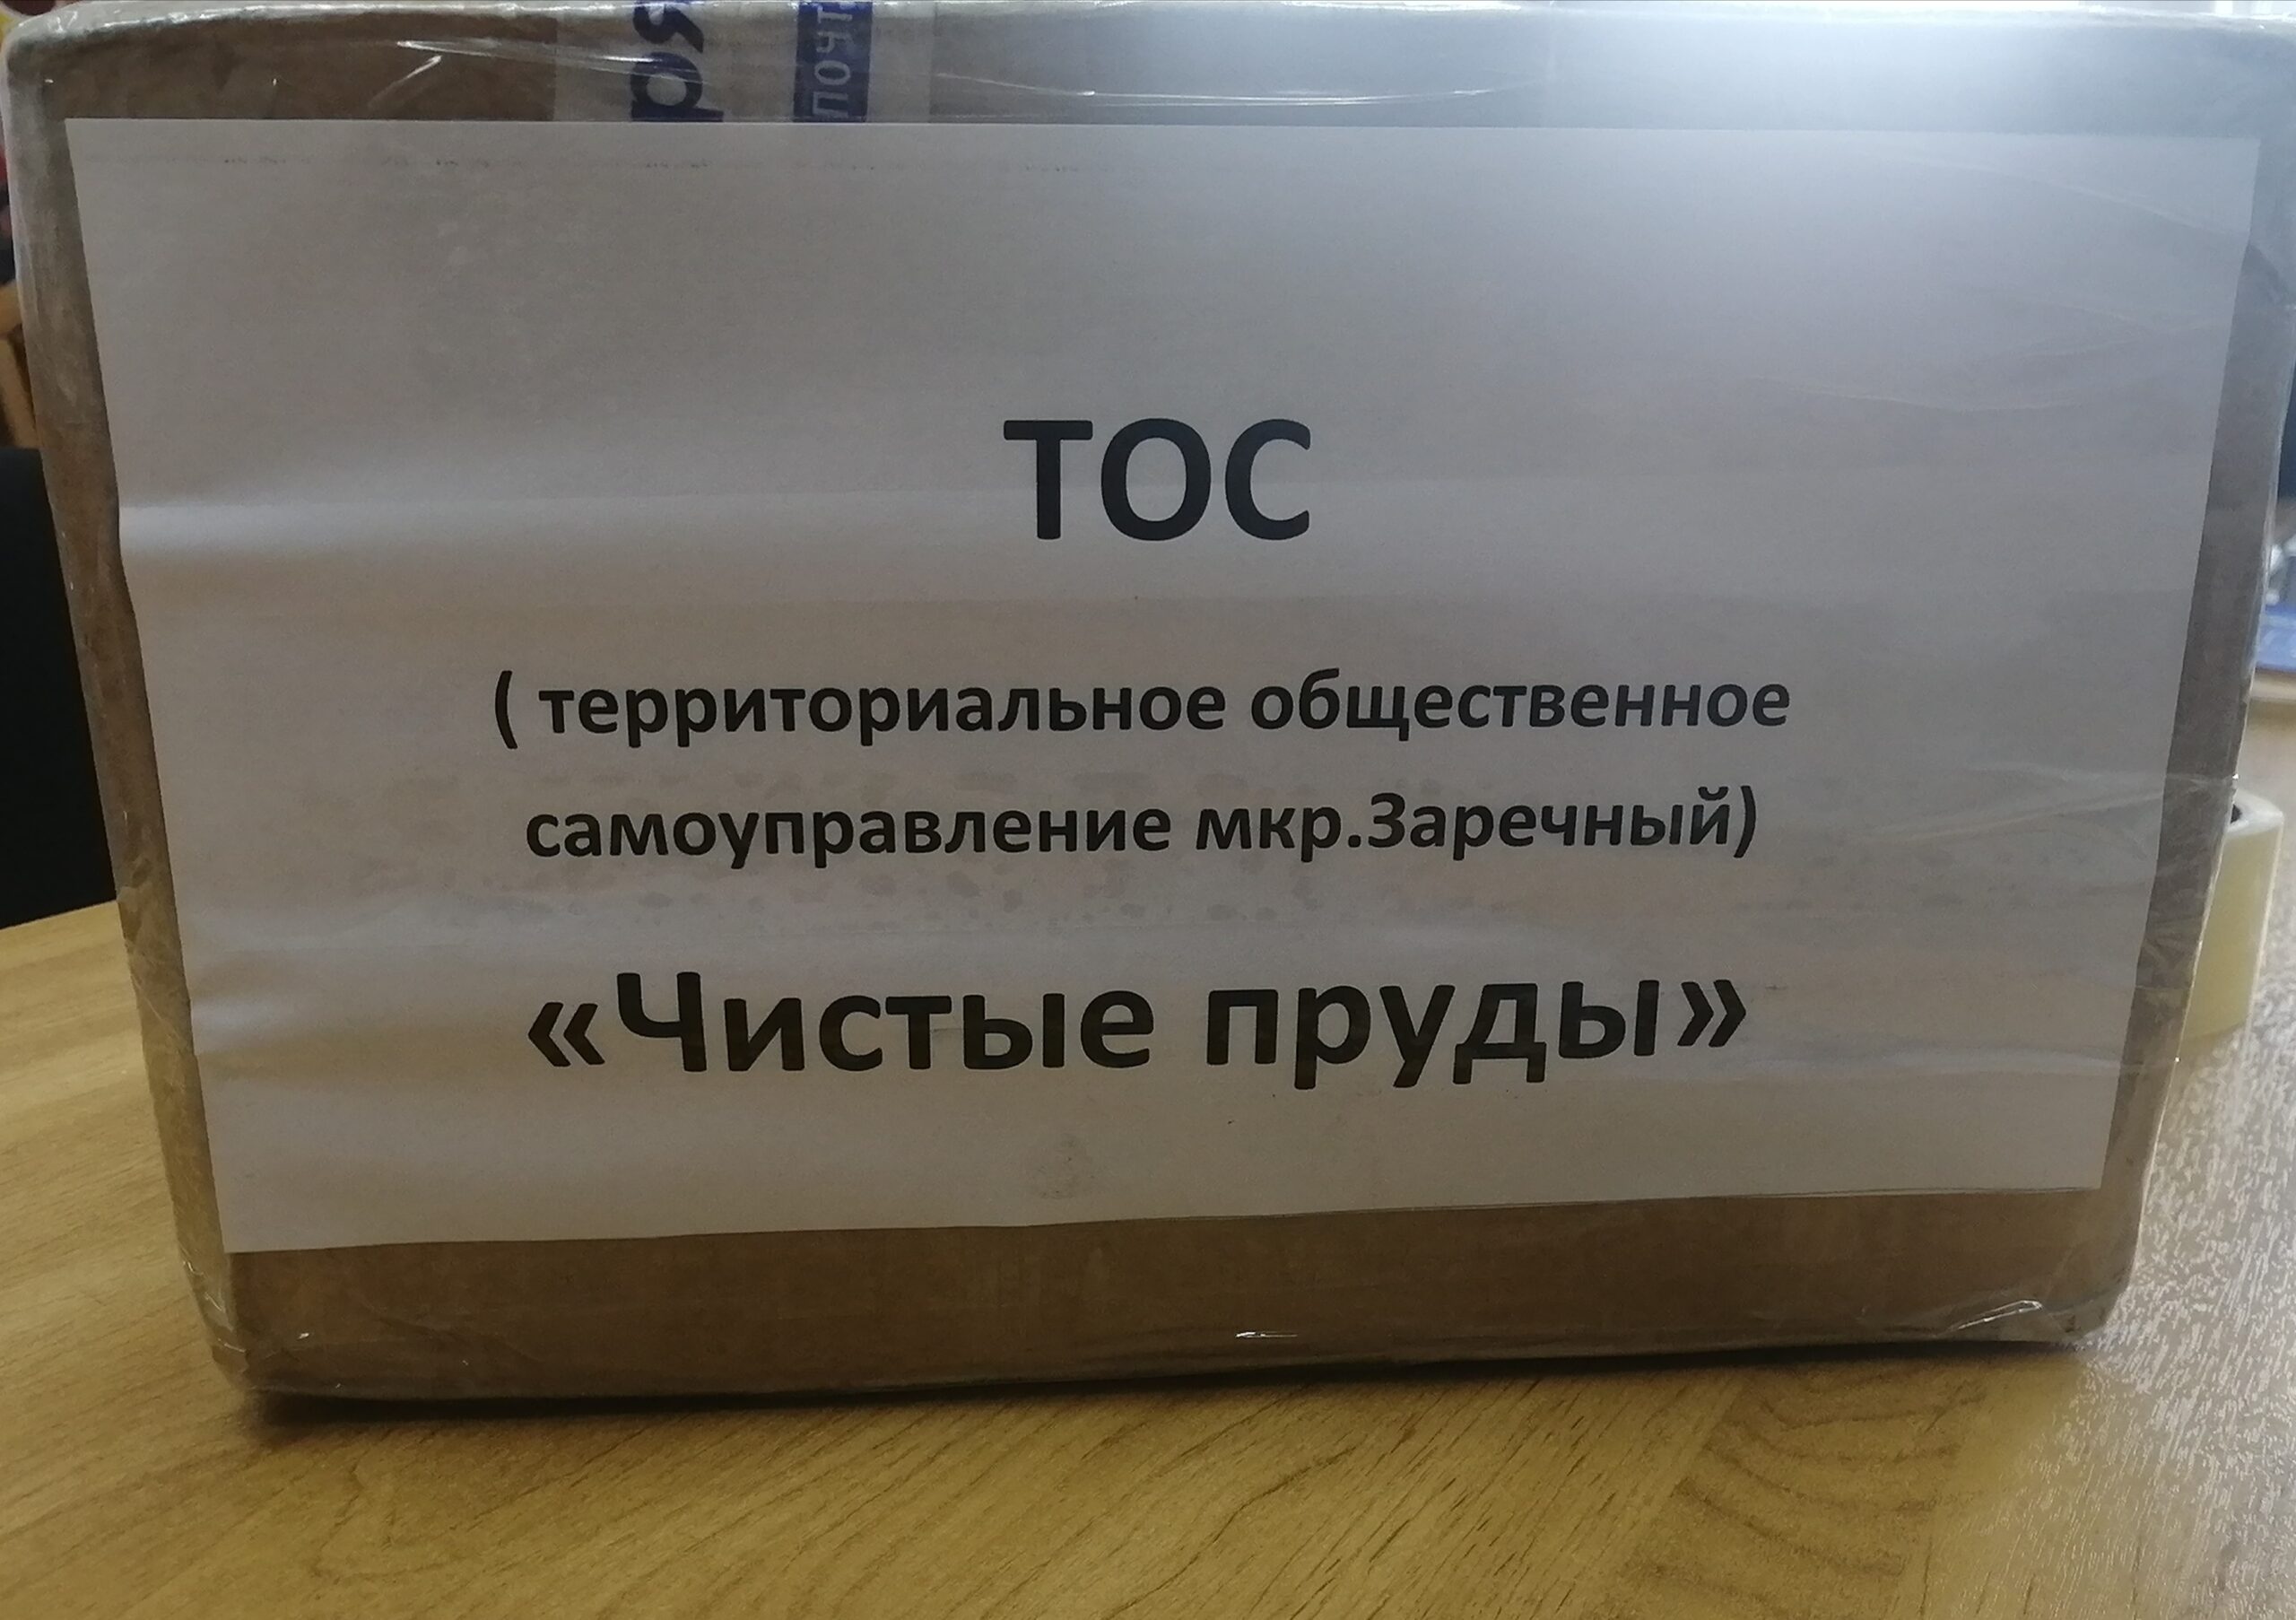 ТОС
( территориальное общественное
самоуправление мкр.Заречный)
«Чистые пруды»